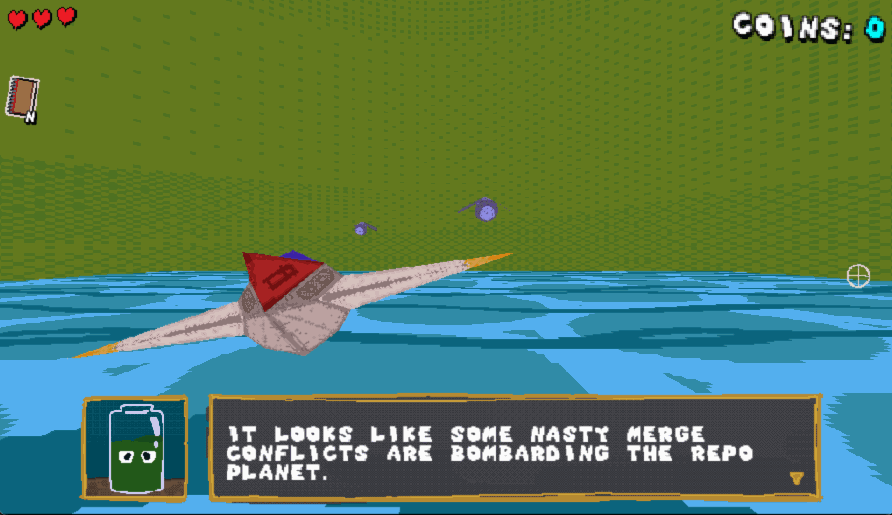 COINS: 0
N
IT LOOKS LIKE SOME NASTY MERGE
CONFLICTS ARE BOMBARDING THE REPO
PLANET.